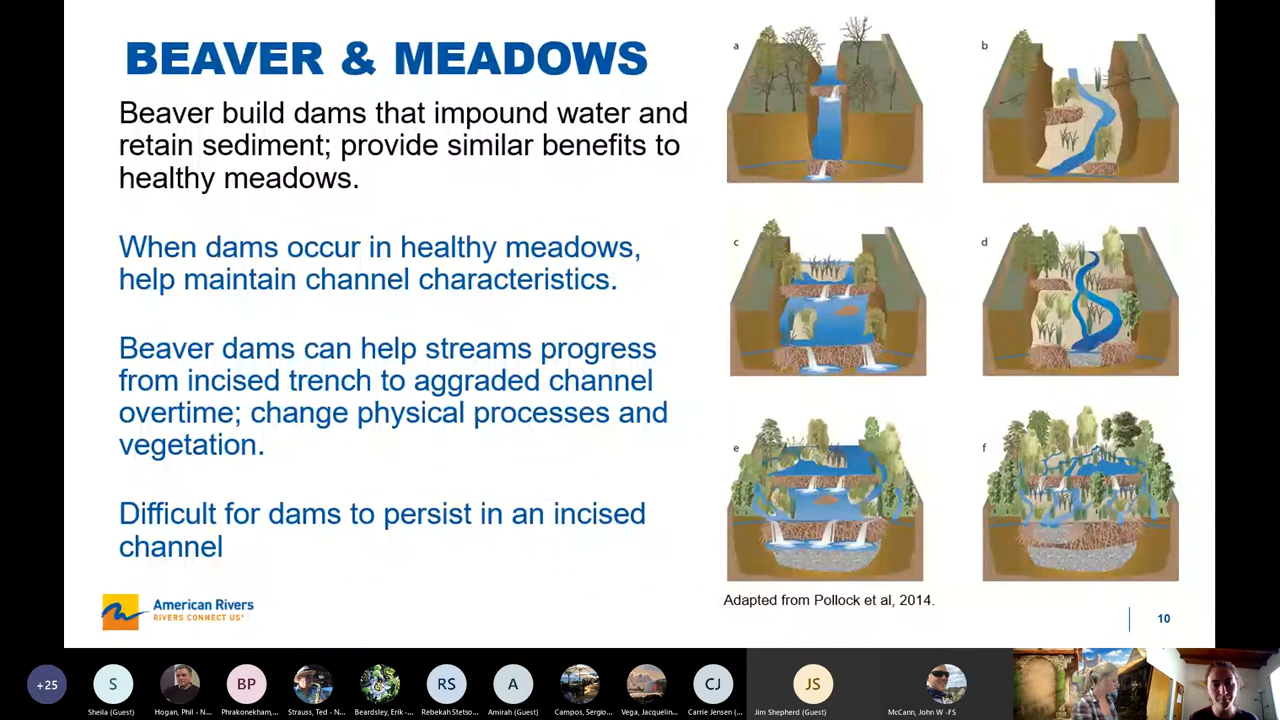 BEAVER & MEADOWS
Beaver build dams that impound water and
retain sediment; provide similar benefits to
healthy meadows.
When dams occur in healthy meadows,
help maintain channel characteristics.
Beaver dams can help streams progress
from incised trench to aggraded channel
overtime; change physical processes and
vegetation.
Difficult for dams to persist in an incised
channel
a
b
c
d
e
f
Adapted from Pollock et al, 2014.
American Rivers
RIVERS CONNECT US®
10
+25
S
BP
RS
A
CJ
JS
Sheila (Guest)
Hogan, Phil - N...
Phrakonekham,...
Strauss, Ted - N...
Beardsley, Erik -...
Rebekah Stetso...
Amirah (Guest)
Campos, Sergio...
Vega, Jacquelin...
Carrie Jensen (...
Jim Shepherd (Guest)
McCann, John W -FS